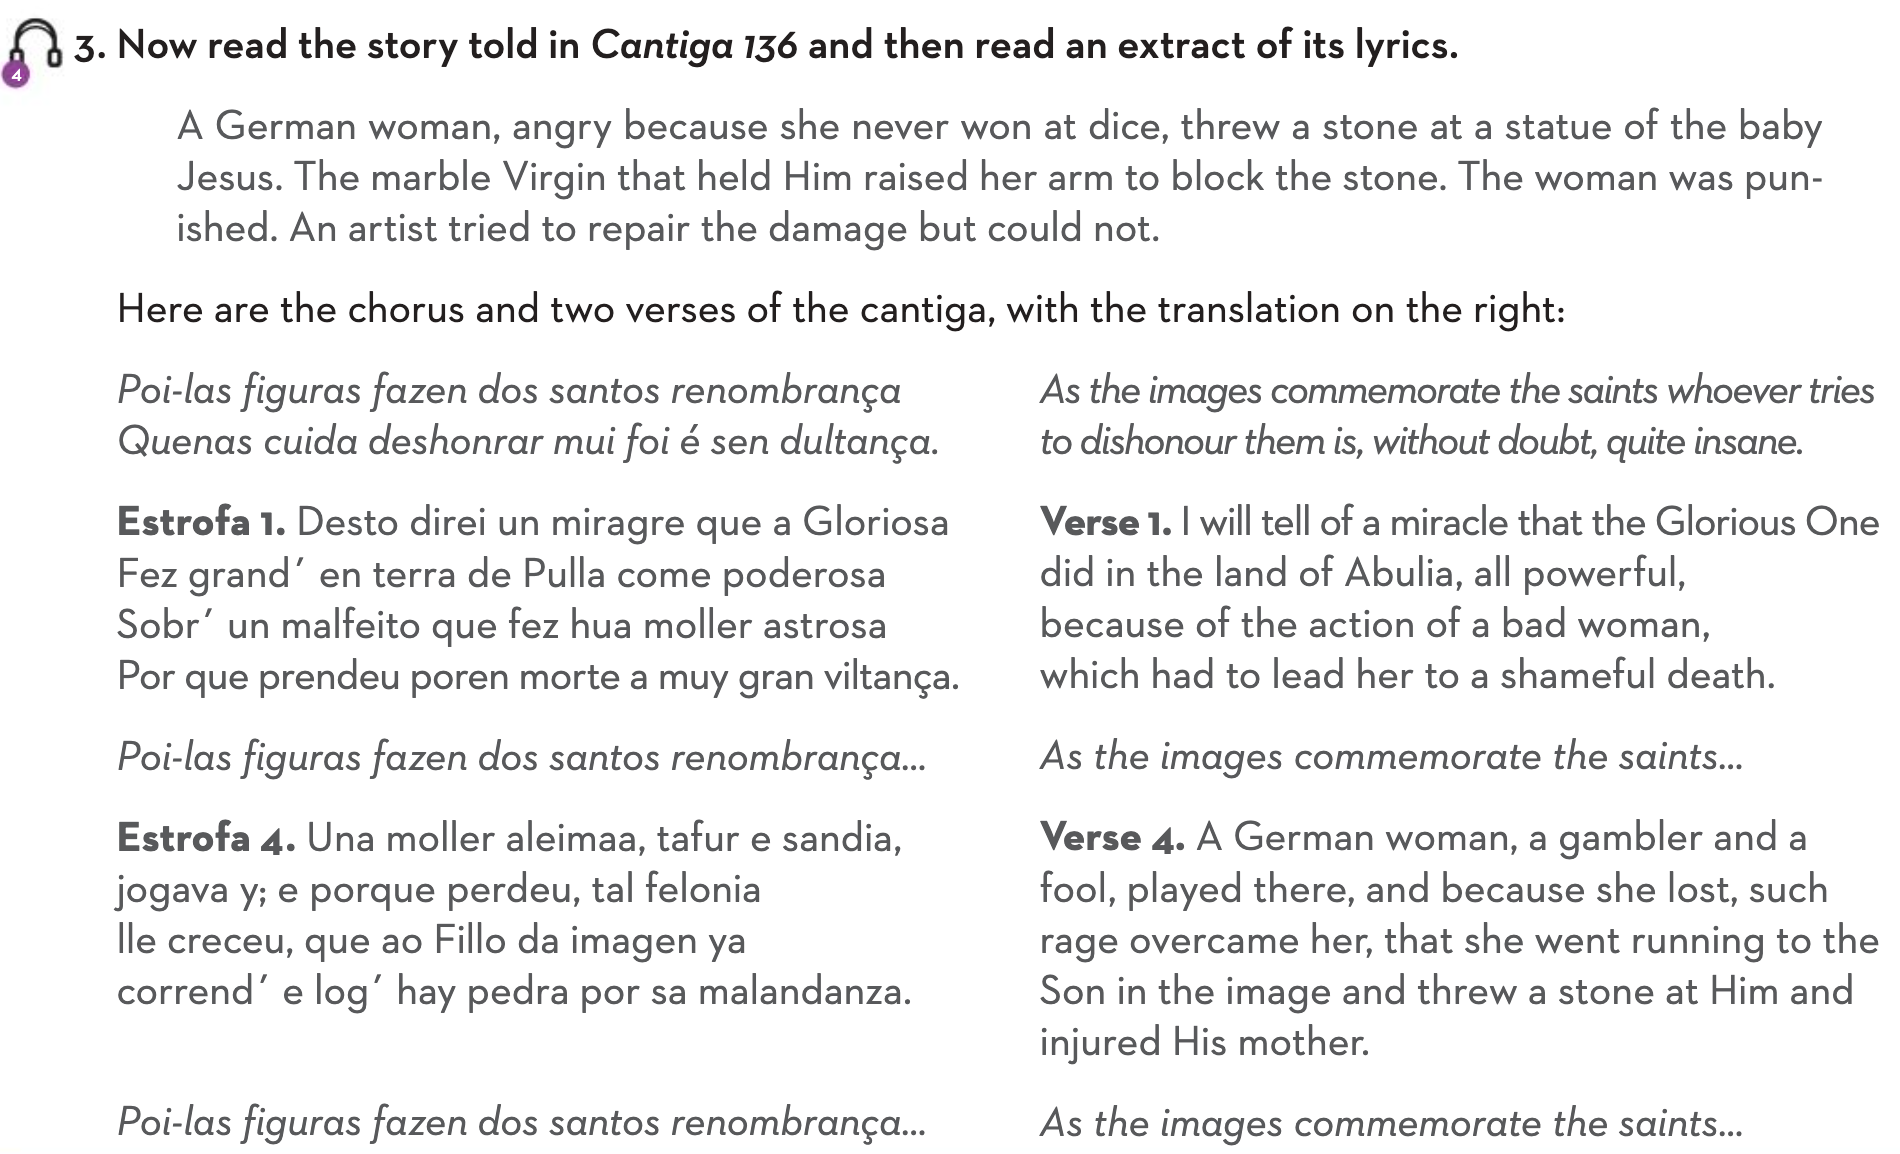 4
3. Now read the story told in Cantiga 136 and then read an extract of its lyrics.
A German woman, angry because she never won at dice, threw a stone at a statue of the baby
Jesus. The marble Virgin that held Him raised her arm to block the stone. The woman was pun-
ished. An artist tried to repair the damage but could not.
Here are the chorus and two verses of the cantiga, with the translation on the right:
Poi-las figuras fazen dos santos renombrança
Quenas cuida deshonrar mui foi é sen dultança.
Estrofa 1. Desto direi un miragre que a Gloriosa
Fez grand´ en terra de Pulla come poderosa
Sobr´ un malfeito que fez hua moller astrosa
Por que prendeu poren morte a muy gran viltança.
Poi-las figuras fazen dos santos renombrança...
Estrofa 4. Una moller aleimaa, tafur e sandia,
jogava y; e porque perdeu, tal felonia
lle creceu, que ao Fillo da imagen ya
corrend´ e log´ hay pedra por sa malandanza.
Poi-las figuras fazen dos santos renombrança...
As the images commemorate the saints whoever tries
to dishonour them is, without doubt, quite insane.
Verse 1. I will tell of a miracle that the Glorious One
did in the land of Abulia, all powerful,
because of the action of a bad woman,
which had to lead her to a shameful death.
As the images commemorate the saints...
Verse 4. A German woman, a gambler and a
fool, played there, and because she lost, such
rage overcame her, that she went running to the
Son in the image and threw a stone at Him and
injured His mother.
As the images commemorate the saints...